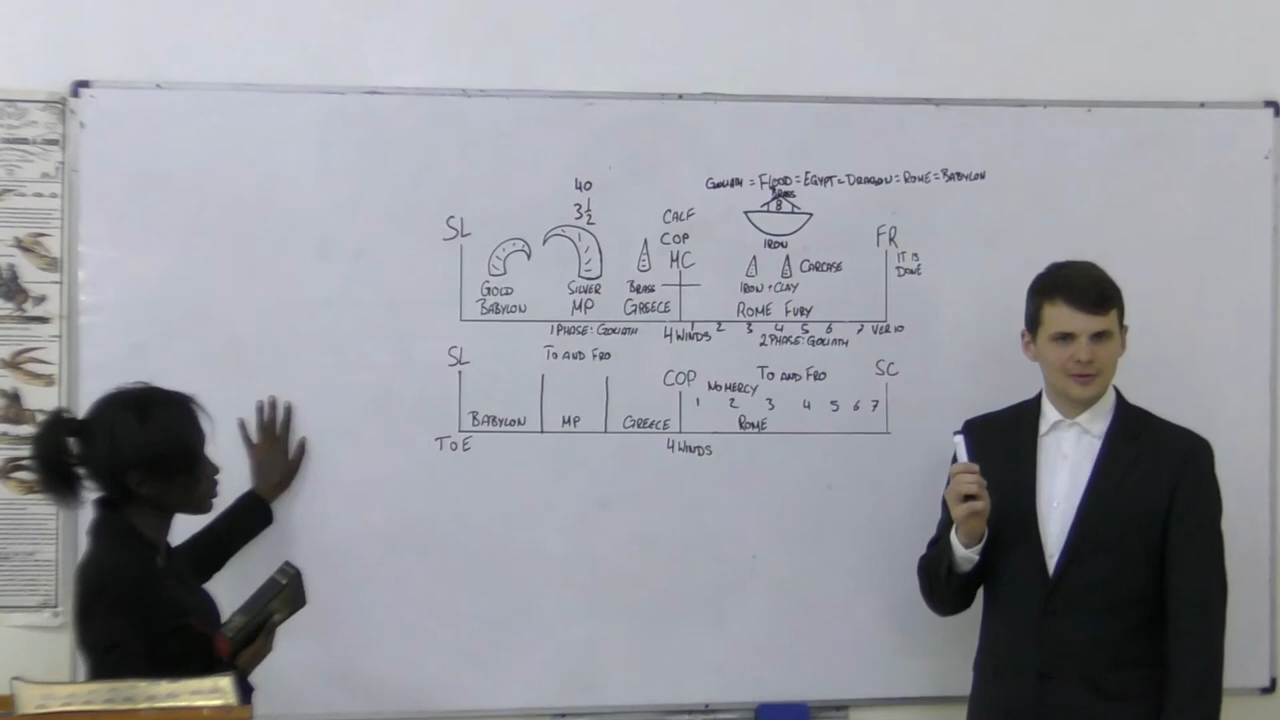 GOLIATH = FLOOD = EGYPT = DRAGON = ROME = BABYLON
40
3½
BRASS
8
SL
CALF
COP
MC
IRON
FR
IT IS
DONE
CARCASE
GOLD
BABYLON
SILVER
MP
BRASS
GREECE
IRON + CLAY
ROME FURY
1 PHASE: GOLIATH
4 WINDS
1 2 3 4 5 6 7 VER 10
2 PHASE: GOLIATH
SL
TO AND FRO
COP
NO MERCY
TO AND FRO
SC
1 2 3 4 5 6 7
BABYLON
MP
GREECE
ROME
TOE
4 WINDS